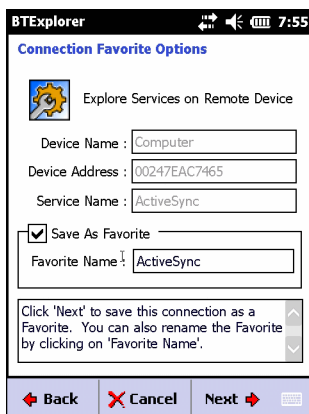 BTExplorer 7:55
Connection Favorite Options
Explore Services on Remote Device
Device Name : Computer
Device Address : 00247EAC7465
Service Name : ActiveSync
Save As Favorite
Favorite Name : ActiveSync
Click 'Next' to save this connection as a
Favorite. You can also rename the Favorite
by clicking on 'Favorite Name'.
Back Cancel Next